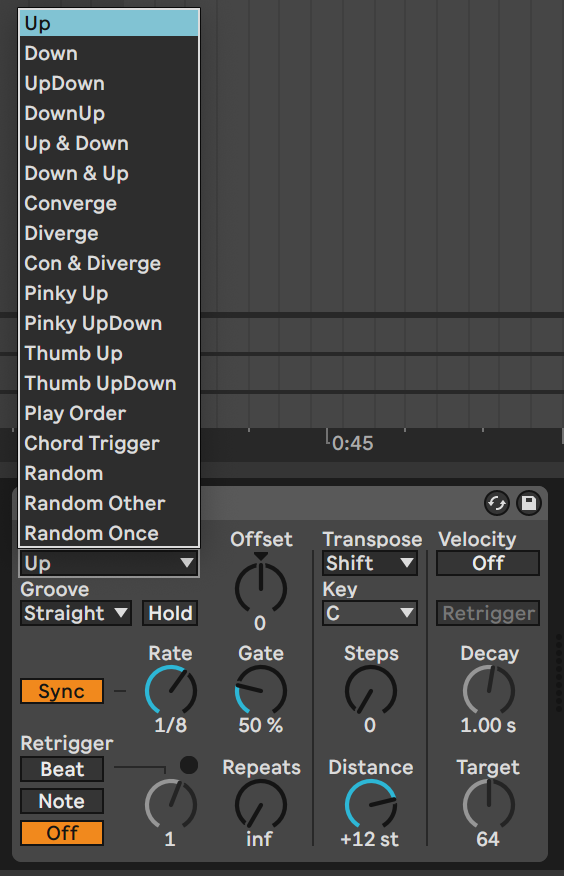 Up
Down
UpDown
DownUp
Up & Down
Down & Up
Converge
Diverge
Con & Diverge
Pinky Up
Pinky UpDown
Thumb Up
Thumb UpDown
Play Order
Chord Trigger
Random
Random Other
Random Once
0:45
Up
Groove
Straight
Hold
Offset
0
Transpose
Shift
Key
C
Velocity
Off
Retrigger
Sync
Rate
1/8
Gate
50 %
Steps
0
Decay
1.00 s
Retrigger
Beat
Note
Off
1
Repeats
inf
Distance
+12 st
Target
64